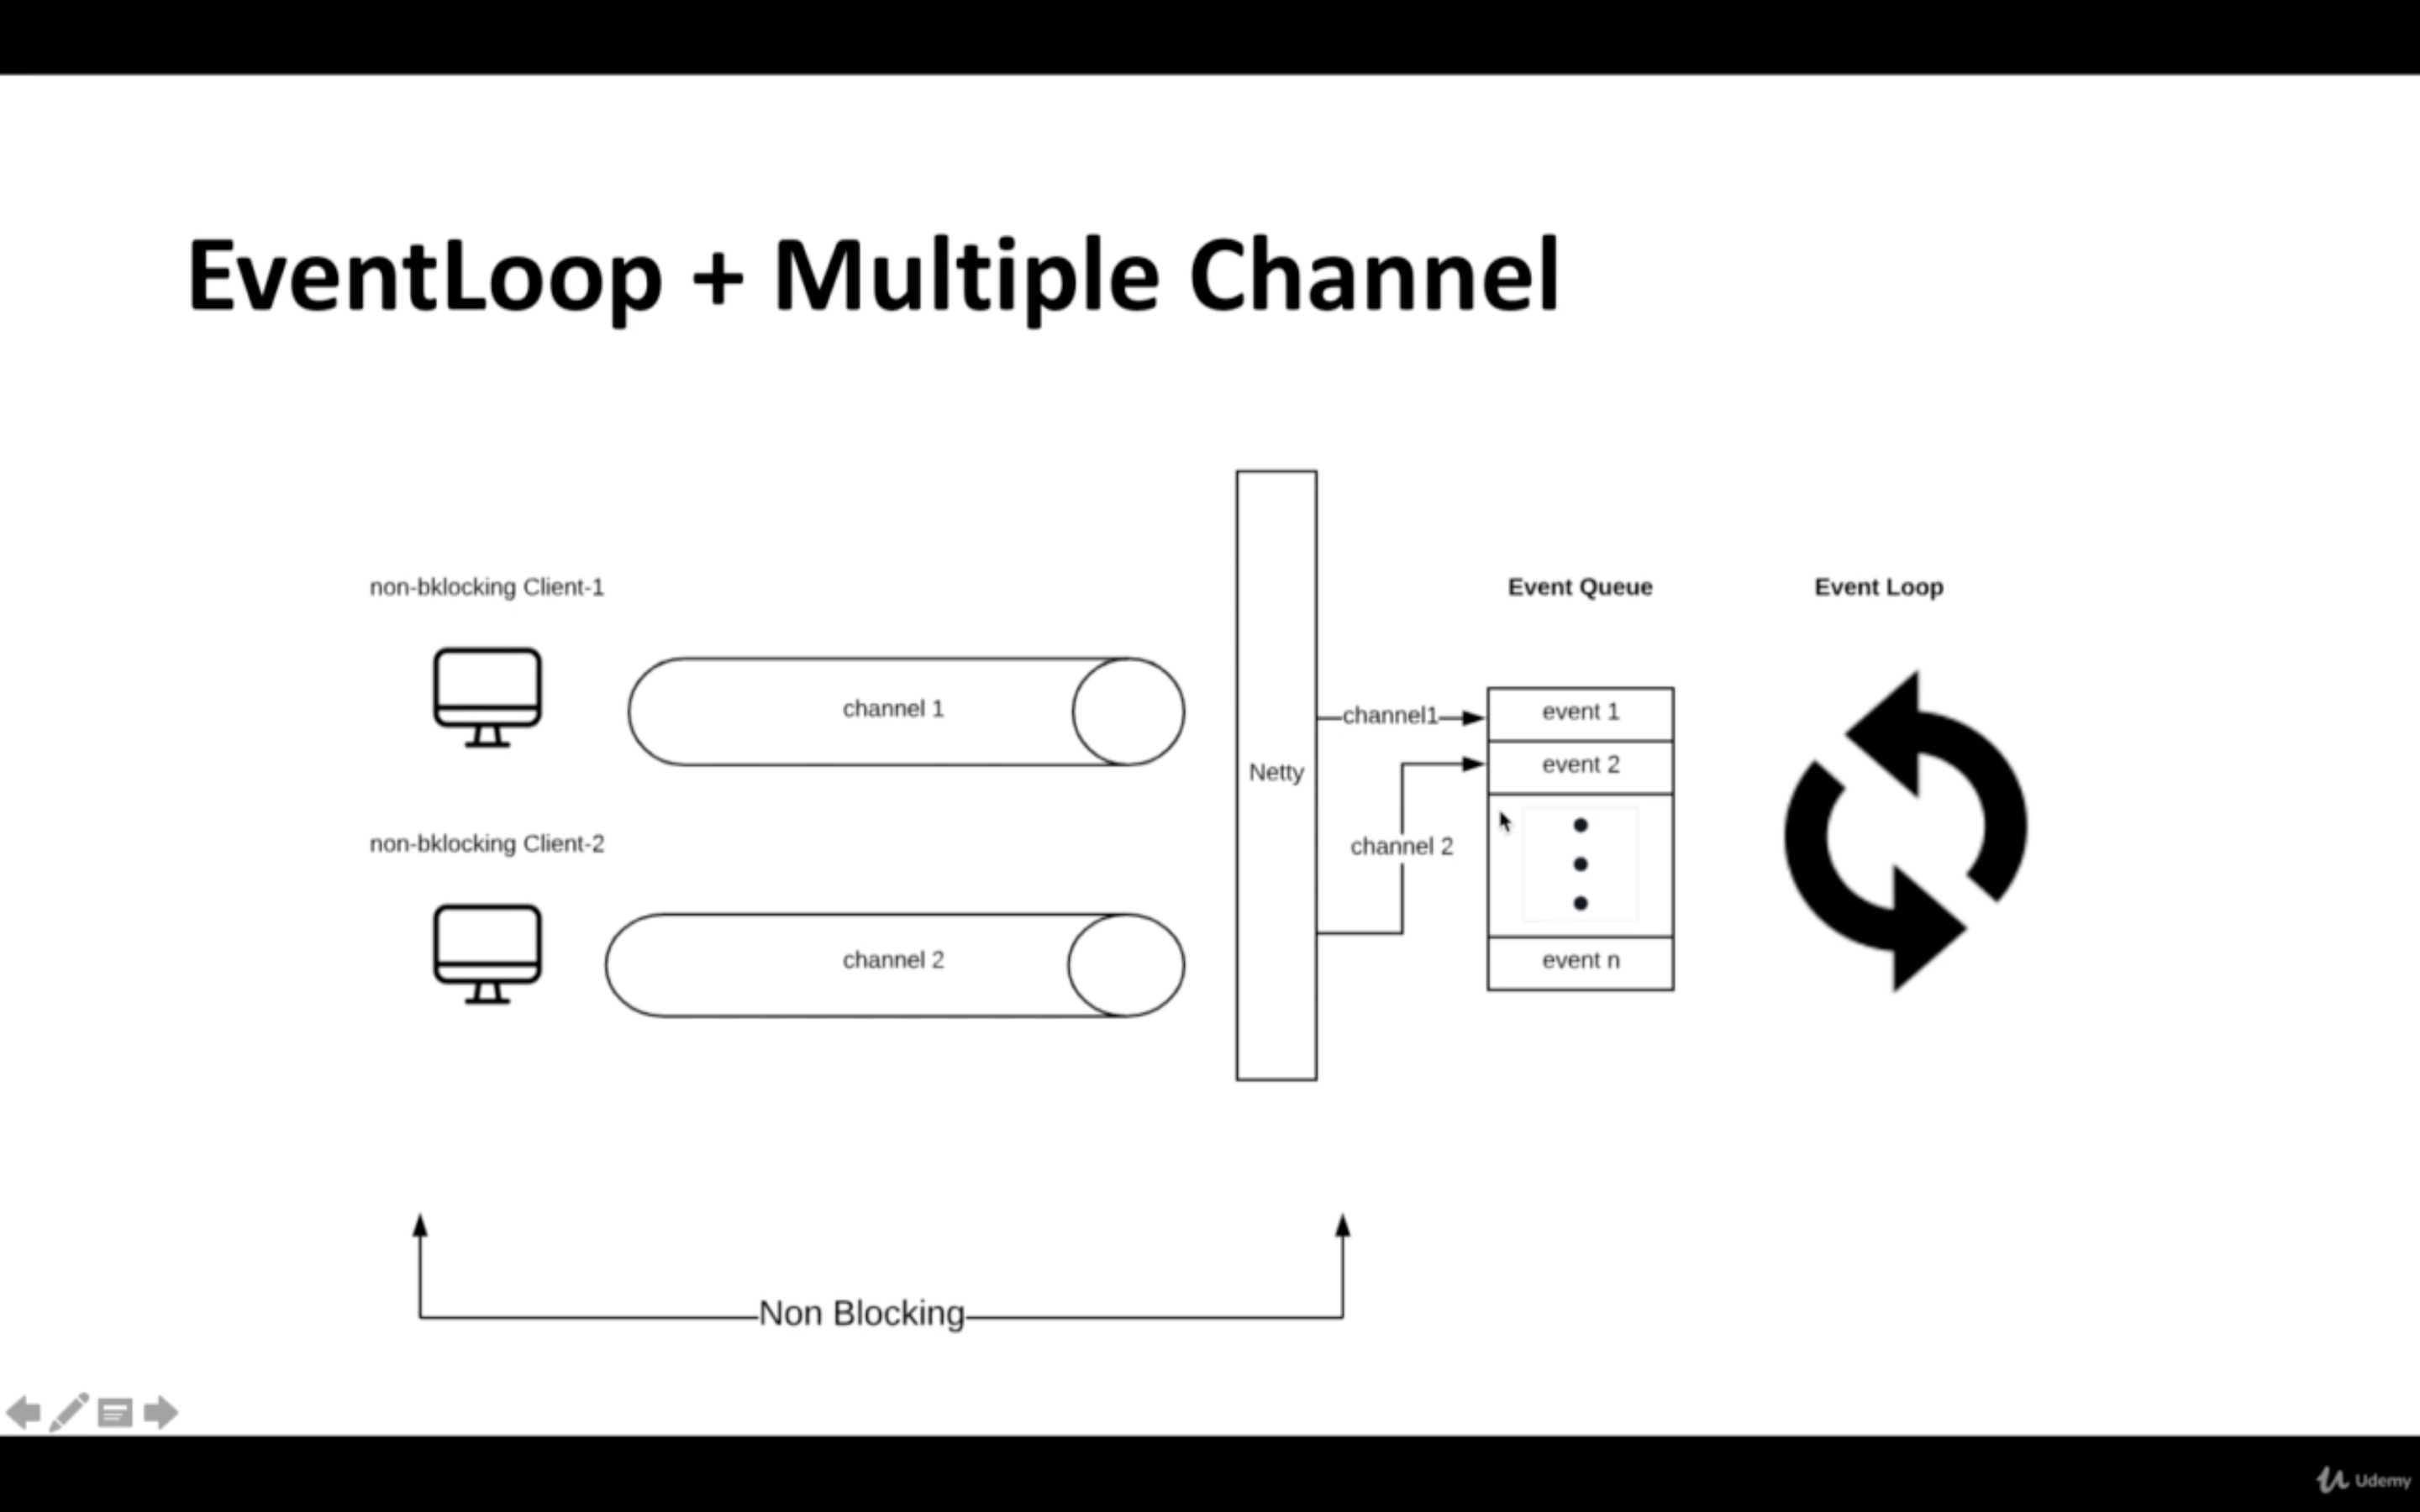 EventLoop + Multiple Channel
non-bklocking Client-1
Event Queue
Event Loop
channel 1
channel1
event 1
event 2
Netty
non-bklocking Client-2
channel 2
channel 2
event n
Non Blocking
Udemy